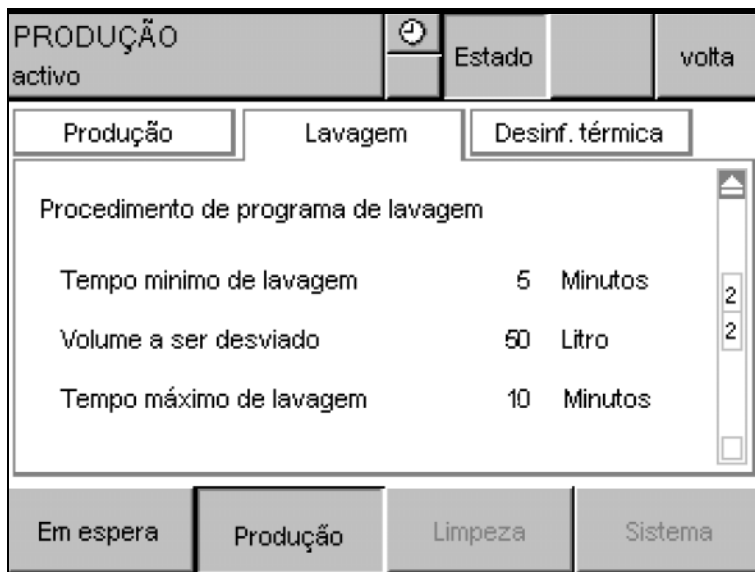 PRODUÇÃO
activo
Estado
volta
Produção
Lavagem
Desinf. térmica
Procedimento de programa de lavagem
Tempo minimo de lavagem 5 Minutos
Volume a ser desviado 50 Litro
Tempo máximo de lavagem 10 Minutos
2
2
Em espera
Produção
Limpeza
Sistema